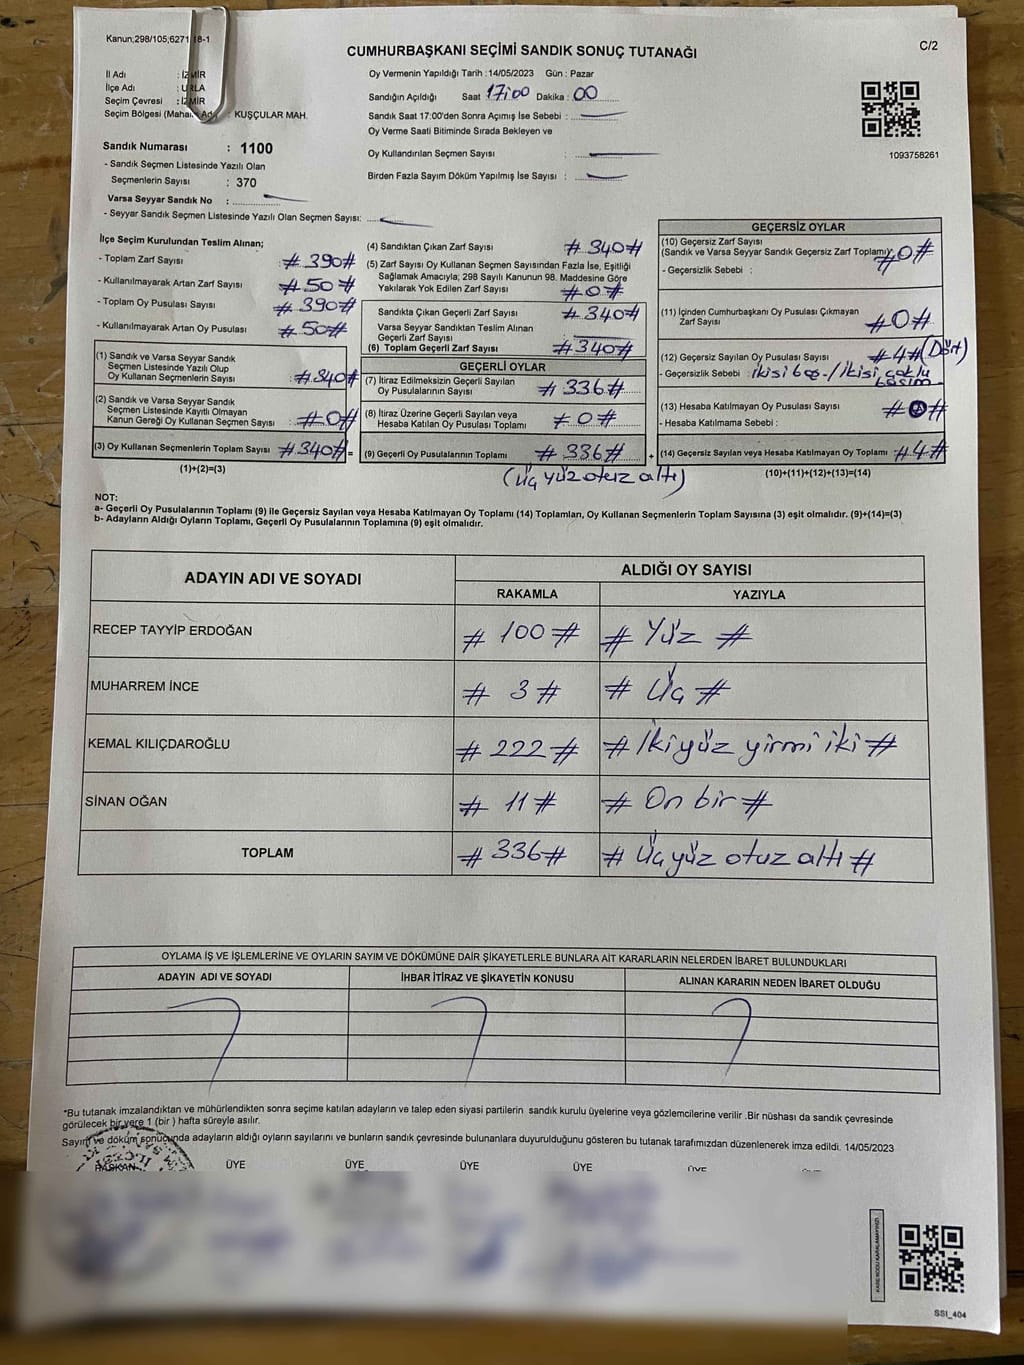 Kanun;298/105;6271/18-1
C/2
CUMHURBAŞKANI SEÇİMİ SANDIK SONUÇ TUTANAĞI
İl Adı : İZMİR
İlçe Adı : URLA
Seçim Çevresi : İZMİR
Seçim Bölgesi (Mahalle Adı) : KUŞÇULAR MAH.
Oy Vermenin Yapıldığı Tarih :14/05/2023 Gün : Pazar
Sandığın Açıldığı Saat 17:00 Dakika : 00
Sandık Saat 17:00'den Sonra Açımış İse Sebebi :
Oy Verme Saati Bitiminde Sırada Bekleyen ve
Oy Kullandırılan Seçmen Sayısı :
Birden Fazla Sayım Döküm Yapılmış İse Sayısı :
1093758261
Sandık Numarası : 1100
- Sandık Seçmen Listesinde Yazılı Olan
Seçmenlerin Sayısı : 370
Varsa Seyyar Sandık No :
- Seyyar Sandık Seçmen Listesinde Yazılı Olan Seçmen Sayısı:
İlçe Seçim Kurulundan Teslim Alınan;
- Toplam Zarf Sayısı : #390#
- Kullanılmayarak Artan Zarf Sayısı : #50#
- Toplam Oy Pusulası Sayısı : #390#
- Kullanılmayarak Artan Oy Pusulası : #50#
(1) Sandık ve Varsa Seyyar Sandık
Seçmen Listesinde Yazılı Olup
Oy Kullanan Seçmenlerin Sayısı : #340#
(2) Sandık ve Varsa Seyyar Sandık
Seçmen Listesinde Kayıtlı Olmayan
Kanun Gereği Oy Kullanan Seçmen Sayısı : #0#
(3) Oy Kullanan Seçmenlerin Toplam Sayısı #340# =
(1)+(2)=(3)
(4) Sandıktan Çıkan Zarf Sayısı #340#
(5) Zarf Sayısı Oy Kullanan Seçmen Sayısından Fazla İse, Eşitliği
Sağlamak Amacıyla; 298 Sayılı Kanunun 98. Maddesine Göre
Yakılarak Yok Edilen Zarf Sayısı #0#
Sandıkta Çıkan Geçerli Zarf Sayısı #340#
Varsa Seyyar Sandıktan Teslim Alınan
Geçerli Zarf Sayısı
(6) Toplam Geçerli Zarf Sayısı #340#
GEÇERLİ OYLAR
(7) İtiraz Edilmeksizin Geçerli Sayılan
Oy Pusulalarının Sayısı # 336#
(8) İtiraz Üzerine Geçerli Sayılan veya
Hesaba Katılan Oy Pusulası Toplamı # 0 #
(9) Geçerli Oy Pusulalarının Toplamı # 336# +
(Üç yüz otuz altı)
GEÇERSİZ OYLAR
(10) Geçersiz Zarf Sayısı
(Sandık ve Varsa Seyyar Sandık Geçersiz Zarf Toplamı) #0#
- Geçersizlik Sebebi :
(11) İçinden Cumhurbaşkanı Oy Pusulası Çıkmayan
Zarf Sayısı #0#
(12) Geçersiz Sayılan Oy Pusulası Sayısı #4# (Dört)
- Geçersizlik Sebebi : ikisi boş-/ikisi çoklu
basım
(13) Hesaba Katılmayan Oy Pusulası Sayısı #0#
- Hesaba Katılmama Sebebi :
(14) Geçersiz Sayılan veya Hesaba Katılmayan Oy Toplamı #4#
(10)+(11)+(12)+(13)=(14)
NOT:
a- Geçerli Oy Pusulalarının Toplamı (9) ile Geçersiz Sayılan veya Hesaba Katılmayan Oy Toplamı (14) Toplamları, Oy Kullanan Seçmenlerin Toplam Sayısına (3) eşit olmalıdır. (9)+(14)=(3)
b- Adayların Aldığı Oyların Toplamı, Geçerli Oy Pusulalarının Toplamına (9) eşit olmalıdır.
ADAYIN ADI VE SOYADI
ALDIĞI OY SAYISI
RAKAMLA YAZIYLA
RECEP TAYYİP ERDOĞAN # 100 # # Yüz #
MUHARREM İNCE # 3 # # Üç #
KEMAL KILIÇDAROĞLU # 222 # # İkiyüz yirmi iki #
SİNAN OĞAN # 11 # # On bir #
TOPLAM # 336# # Üçyüz otuz altı #
OYLAMA İŞ VE İŞLEMLERİNE VE OYLARIN SAYIM VE DÖKÜMÜNE DAİR ŞİKAYETLERLE BUNLARA AİT KARARLARIN NELERDEN İBARET BULUNDUKLARI
ADAYIN ADI VE SOYADI İHBAR İTİRAZ VE ŞİKAYETİN KONUSU ALINAN KARARIN NEDEN İBARET OLDUĞU
*Bu tutanak imzalandıktan ve mühürlendikten sonra seçime katılan adayların ve talep eden siyasi partilerin sandık kurulu üyelerine veya gözlemcilerine verilir .Bir nüshası da sandık çevresinde
görülecek bir yere 1 (bir ) hafta süreyle asılır.
Sayım ve döküm sonucunda adayların aldığı oyların sayılarını ve bunların sandık çevresinde bulunanlara duyurulduğunu gösteren bu tutanak tarafımızdan düzenlenerek imza edildi. 14/05/2023
BAŞKAN ÜYE ÜYE ÜYE ÜYE ÜYE
KARE KODU KARALAMAYINIZ!
SSI_404